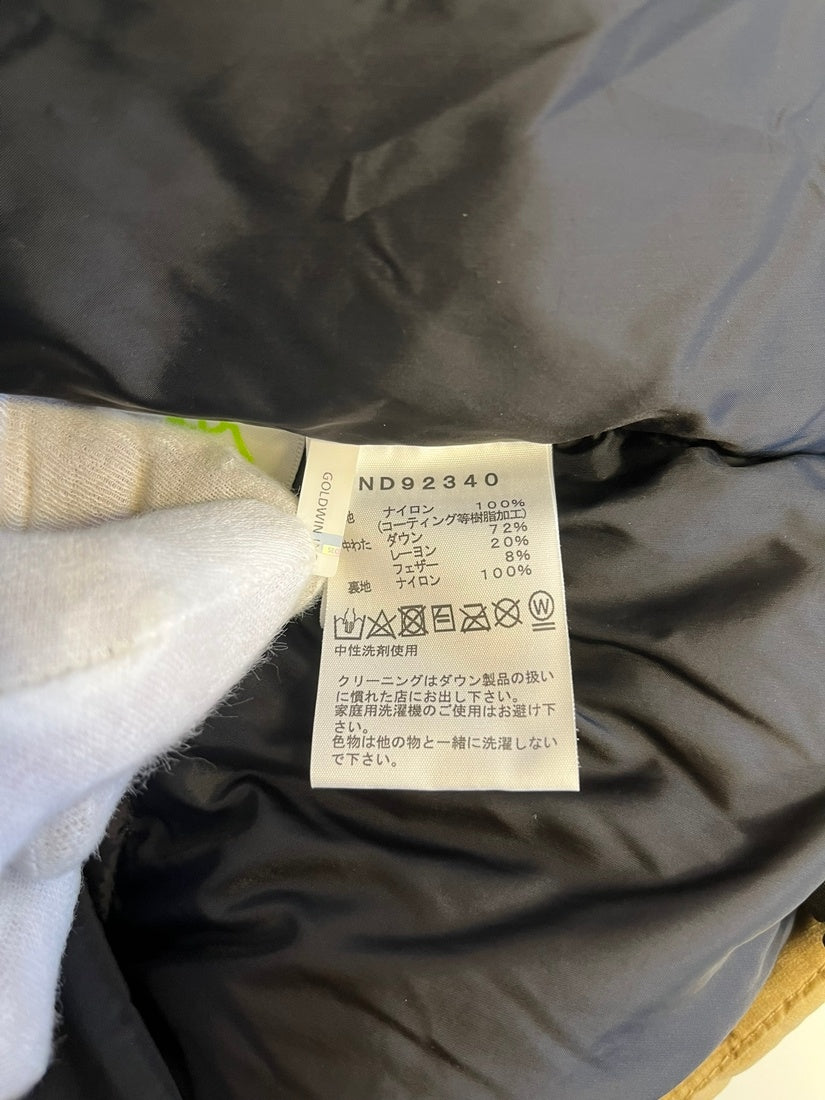 GOLDWIN
ND92340
地 ナイロン 100%
(コーティング等樹脂加工)
中わた ダウン 72%
レーヨン 20%
フェザー 8%
裏地 ナイロン 100%
W
中性洗剤使用
クリーニングはダウン製品の扱い
に慣れた店にお出し下さい。
家庭用洗濯機のご使用はお避け下
さい。
色物は他の物と一緒に洗濯しない
で下さい。